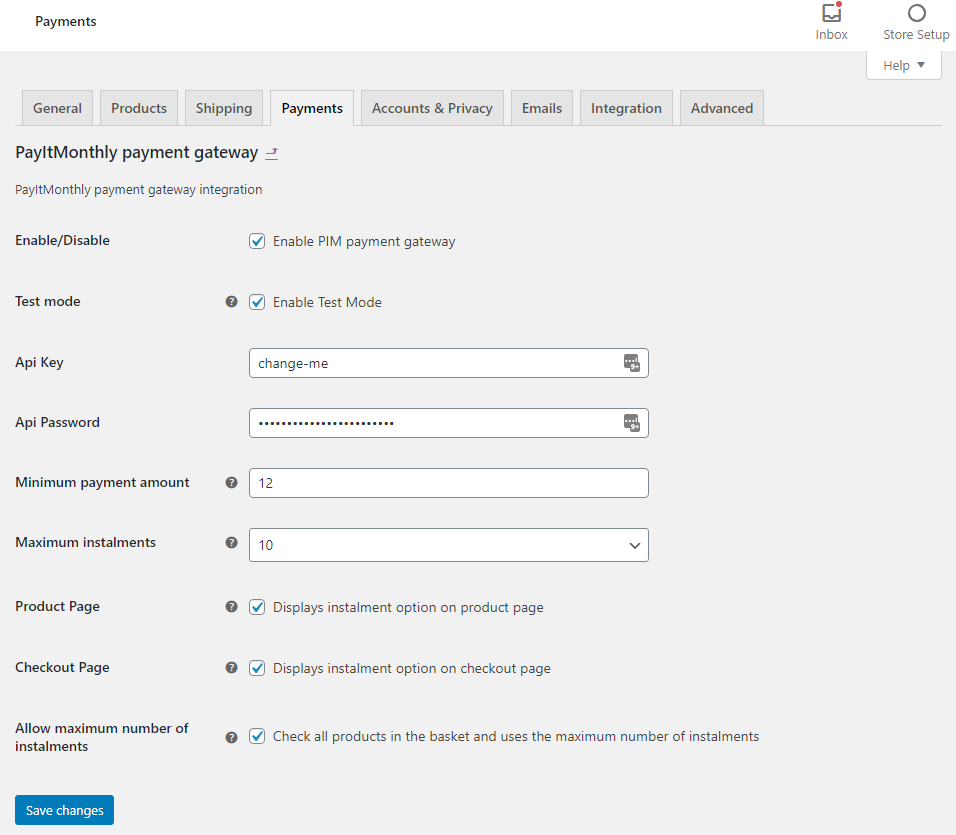 Payments
Inbox
Store Setup
Help
General Products Shipping Payments Accounts & Privacy Emails Integration Advanced
PayItMonthly payment gateway
PayItMonthly payment gateway integration
Enable/Disable
Enable PIM payment gateway
Test mode
Enable Test Mode
Api Key
change-me
Api Password
••••••••••••••••••••••••
Minimum payment amount
12
Maximum instalments
10
Product Page
Displays instalment option on product page
Checkout Page
Displays instalment option on checkout page
Allow maximum number of
instalments
Check all products in the basket and uses the maximum number of instalments
Save changes